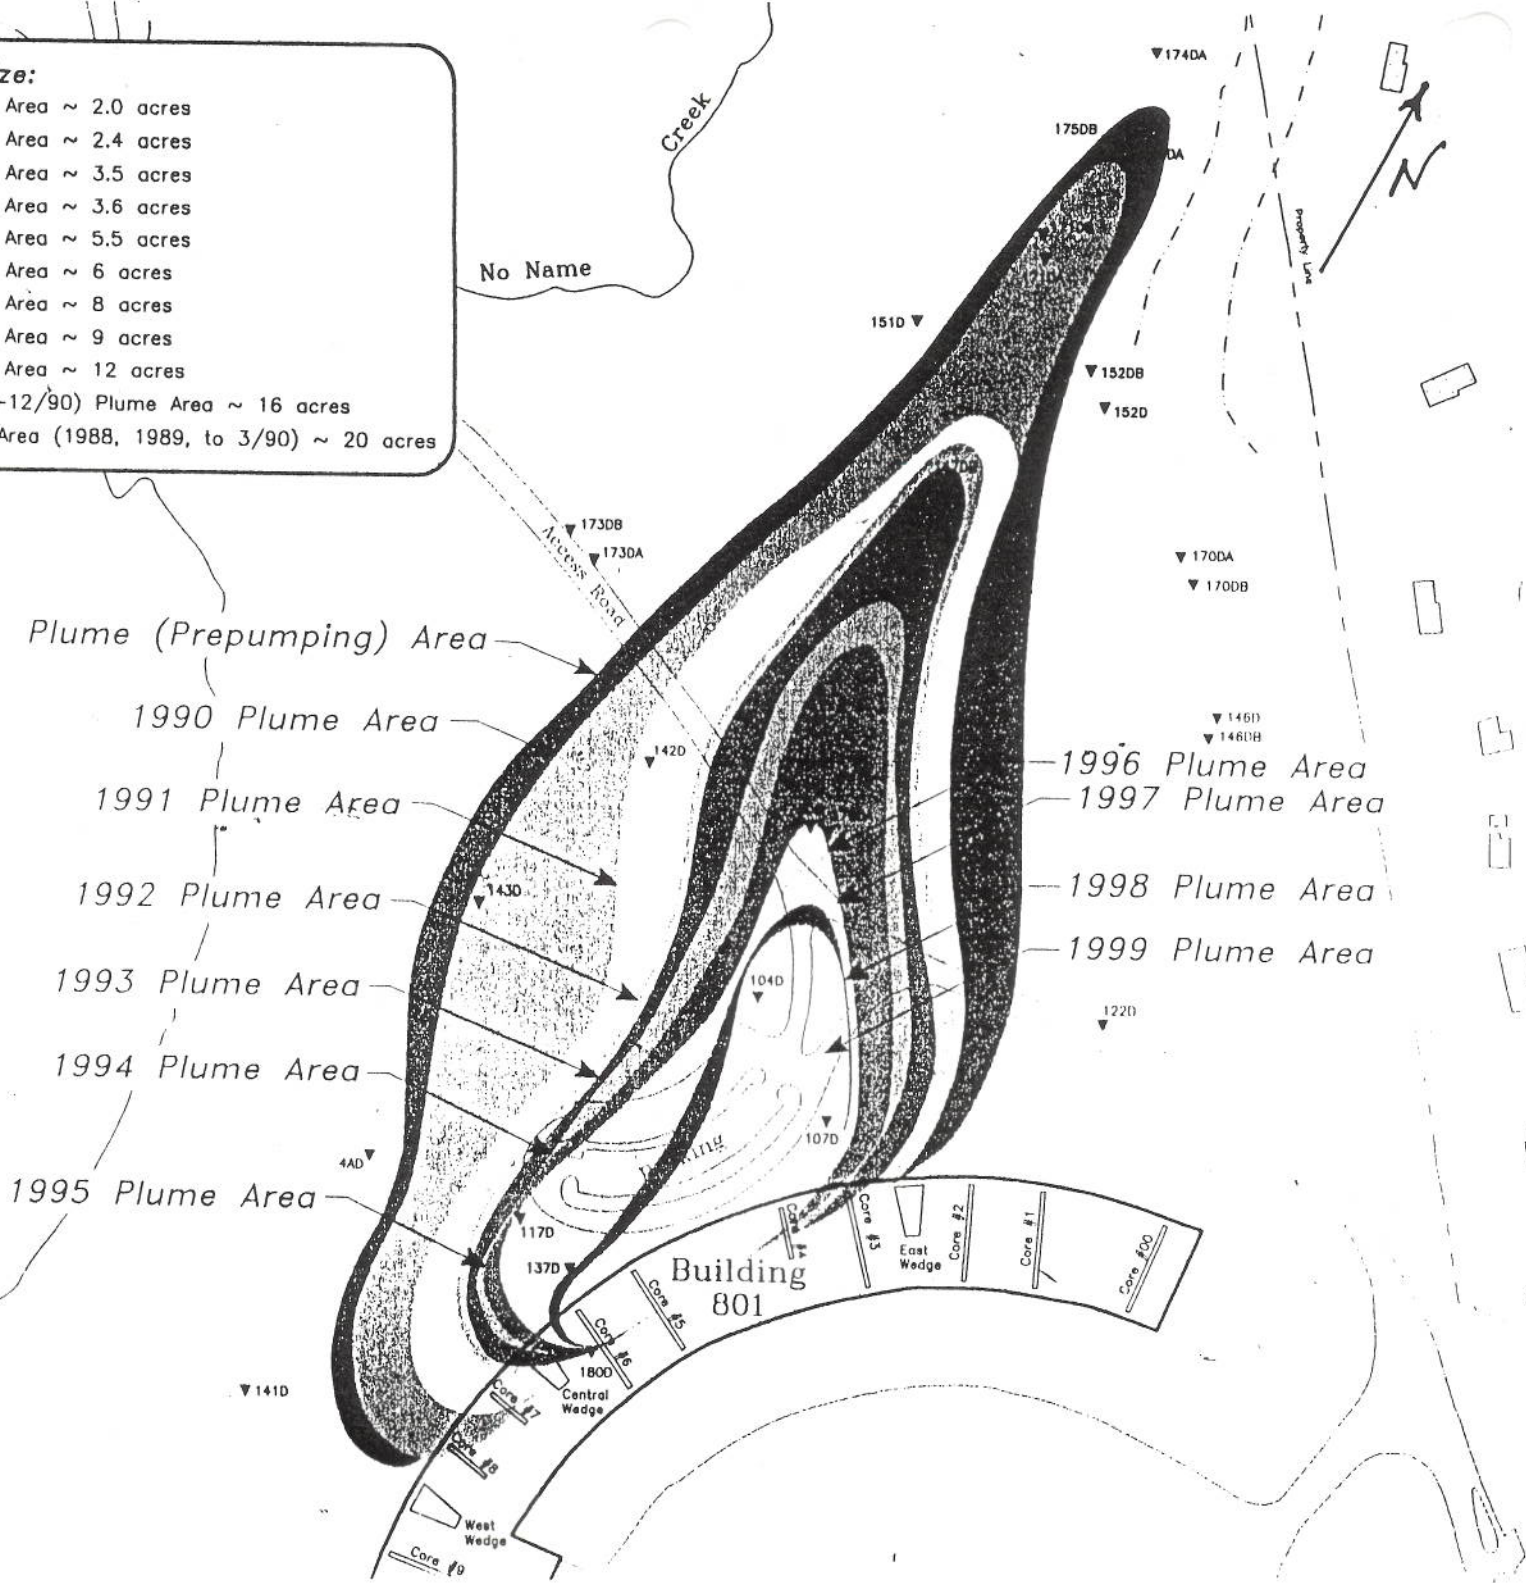 ze:
Area ~ 2.0 acres
Area ~ 2.4 acres
Area ~ 3.5 acres
Area ~ 3.6 acres
Area ~ 5.5 acres
Area ~ 6 acres
Area ~ 8 acres
Area ~ 9 acres
Area ~ 12 acres
-12/90) Plume Area ~ 16 acres
Area (1988, 1989, to 3/90) ~ 20 acres
No Name
Creek
174DA
175DB
DA
N
Property Line
151D
152DB
152D
173DB
173DA
Access Road
170DA
170DB
Plume (Prepumping) Area
1990 Plume Area
142D
146D
146DB
1996 Plume Area
1991 Plume Area
1997 Plume Area
143D
1992 Plume Area
1998 Plume Area
1999 Plume Area
1993 Plume Area
104D
122D
1994 Plume Area
107D
4AD
1995 Plume Area
117D
137D
Building
801
180D
Core #00
Core #1
Core #2
East
Wedge
Core #3
Core #4
Core #5
Core #6
Central
Wedge
Core #7
141D
Core #8
West
Wedge
Core #9